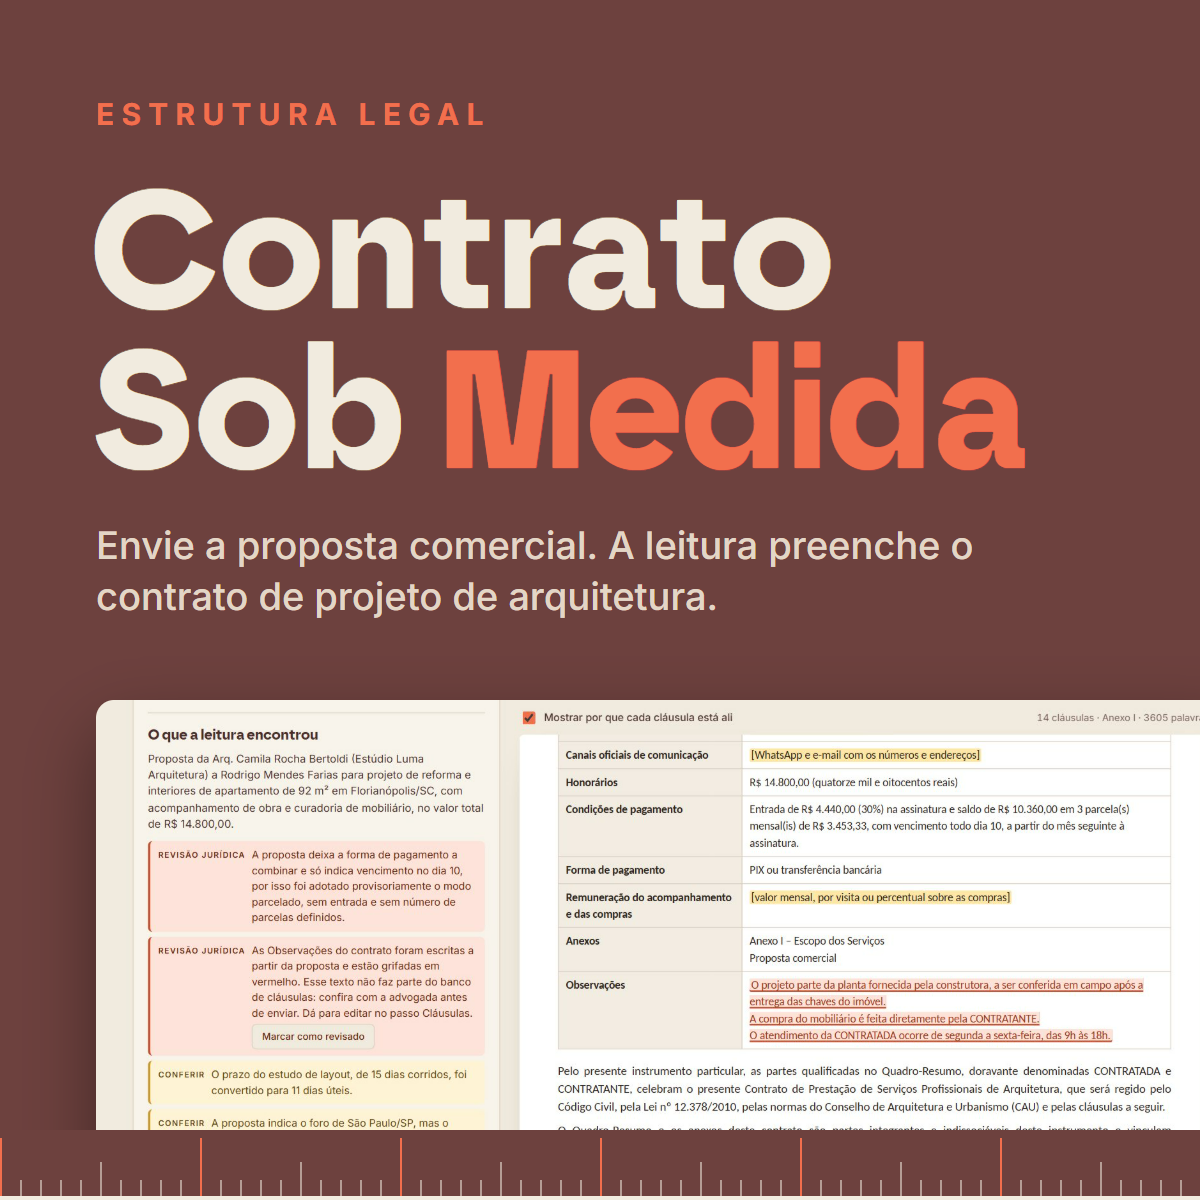 ESTRUTURA LEGAL
Contrato
Sob Medida
Envie a proposta comercial. A leitura preenche o
contrato de projeto de arquitetura.
O que a leitura encontrou
Proposta da Arq. Camila Rocha Bertoldi (Estúdio Luma
Arquitetura) a Rodrigo Mendes Farias para projeto de reforma e
interiores de apartamento de 92 m² em Florianópolis/SC, com
acompanhamento de obra e curadoria de mobiliário, no valor total
de R$ 14.800,00.
REVISÃO JURÍDICA A proposta deixa a forma de pagamento a
combinar e só indica vencimento no dia 10,
por isso foi adotado provisoriamente o modo
parcelado, sem entrada e sem número de
parcelas definidos.
REVISÃO JURÍDICA As Observações do contrato foram escritas a
partir da proposta e estão grifadas em
vermelho. Esse texto não faz parte do banco
de cláusulas: confira com a advogada antes
de enviar. Dá para editar no passo Cláusulas.
Marcar como revisado
CONFERIR O prazo do estudo de layout, de 15 dias corridos, foi
convertido para 11 dias úteis.
CONFERIR A proposta indica o foro de São Paulo/SP, mas o
Mostrar por que cada cláusula está ali
14 cláusulas · Anexo I · 3605 palavra
Canais oficiais de comunicação [WhatsApp e e-mail com os números e endereços]
Honorários R$ 14.800,00 (quatorze mil e oitocentos reais)
Condições de pagamento Entrada de R$ 4.440,00 (30%) na assinatura e saldo de R$ 10.360,00 em 3 parcela(s)
mensal(is) de R$ 3.453,33, com vencimento todo dia 10, a partir do mês seguinte à
assinatura.
Forma de pagamento PIX ou transferência bancária
Remuneração do acompanhamento
e das compras
[valor mensal, por visita ou percentual sobre as compras]
Anexos Anexo I – Escopo dos Serviços
Proposta comercial
Observações O projeto parte da planta fornecida pela construtora, a ser conferida em campo após a
entrega das chaves do imóvel.
A compra do mobiliário é feita diretamente pela CONTRATANTE.
O atendimento da CONTRATADA ocorre de segunda a sexta-feira, das 9h às 18h.
Pelo presente instrumento particular, as partes qualificadas no Quadro-Resumo, doravante denominadas CONTRATADA e
CONTRATANTE, celebram o presente Contrato de Prestação de Serviços Profissionais de Arquitetura, que será regido pelo
Código Civil, pela Lei nº 12.378/2010, pelas normas do Conselho de Arquitetura e Urbanismo (CAU) e pelas cláusulas a seguir.